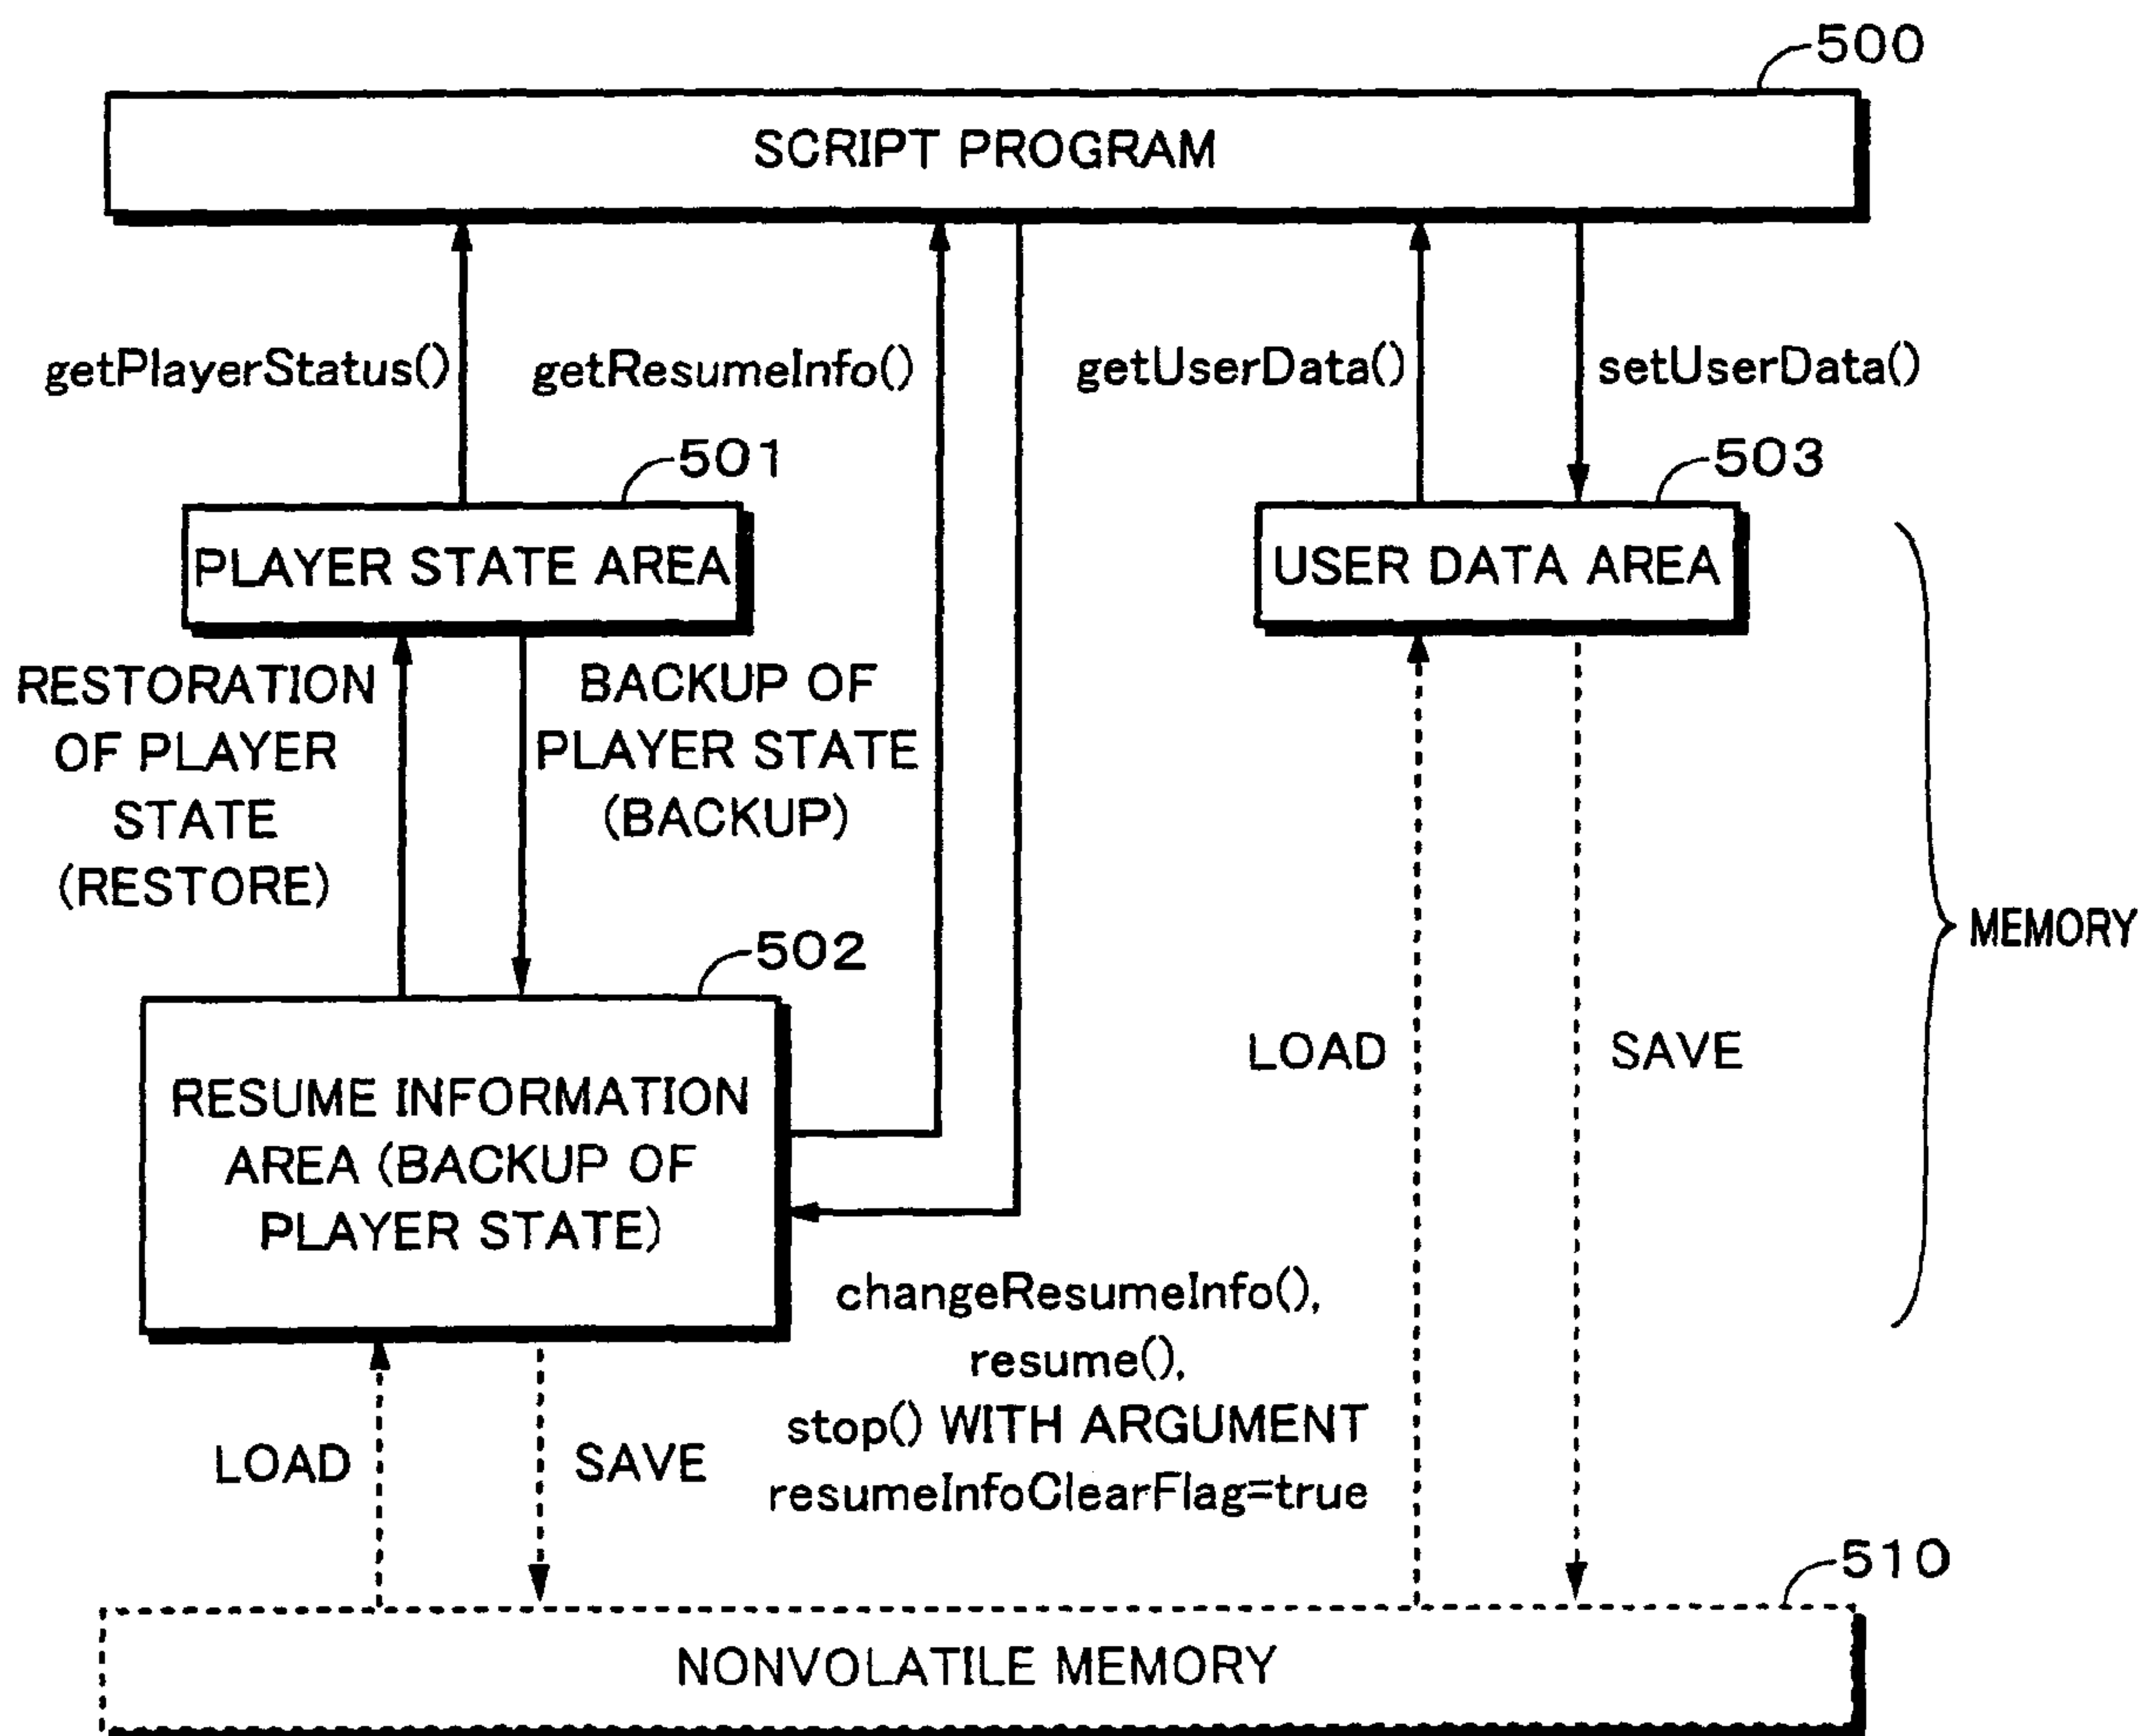 500
SCRIPT PROGRAM
getPlayerStatus()
getResumeInfo()
getUserData()
setUserData()
501
503
PLAYER STATE AREA
USER DATA AREA
RESTORATION
OF PLAYER
STATE
(RESTORE)
BACKUP OF
PLAYER STATE
(BACKUP)
MEMORY
502
RESUME INFORMATION
AREA (BACKUP OF
PLAYER STATE)
LOAD
SAVE
changeResumeInfo(),
resume(),
stop() WITH ARGUMENT
resumeInfoClearFlag=true
LOAD
SAVE
510
NONVOLATILE MEMORY